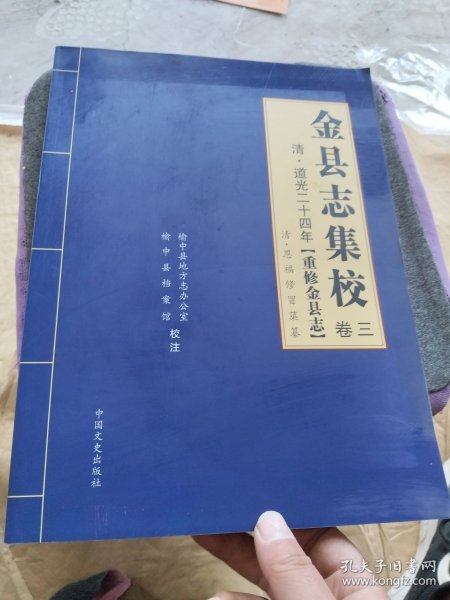 金县志集校
卷三
清·道光二十四年【重修金县志】
清·恩福修 冒蕖纂
榆中县地方志办公室
榆中县档案馆
校注
中国文史出版社
孔夫子旧书网
www.kongfz.com